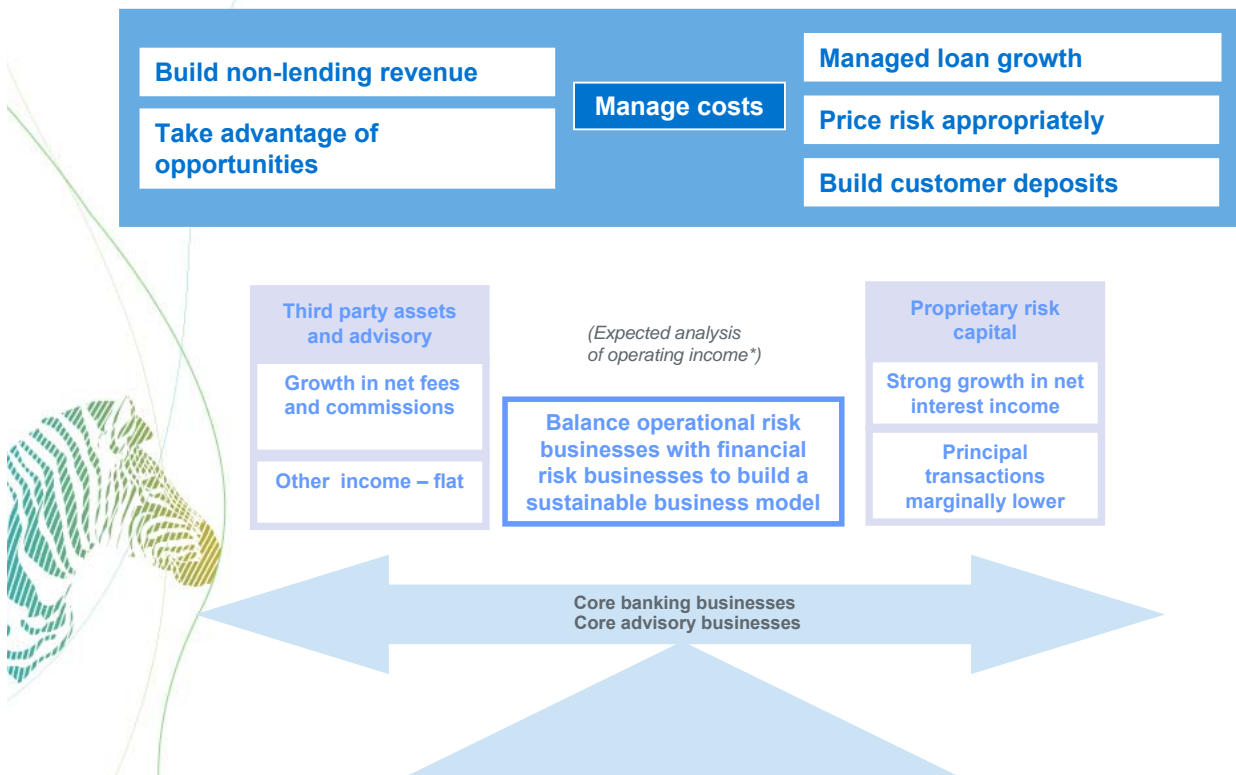 Build non-lending revenue
Take advantage of
opportunities
Manage costs
Managed loan growth
Price risk appropriately
Build customer deposits
Third party assets
and advisory
Growth in net fees
and commissions
Other income – flat
(Expected analysis
of operating income*)
Balance operational risk
businesses with financial
risk businesses to build a
sustainable business model
Proprietary risk
capital
Strong growth in net
interest income
Principal
transactions
marginally lower
Core banking businesses
Core advisory businesses